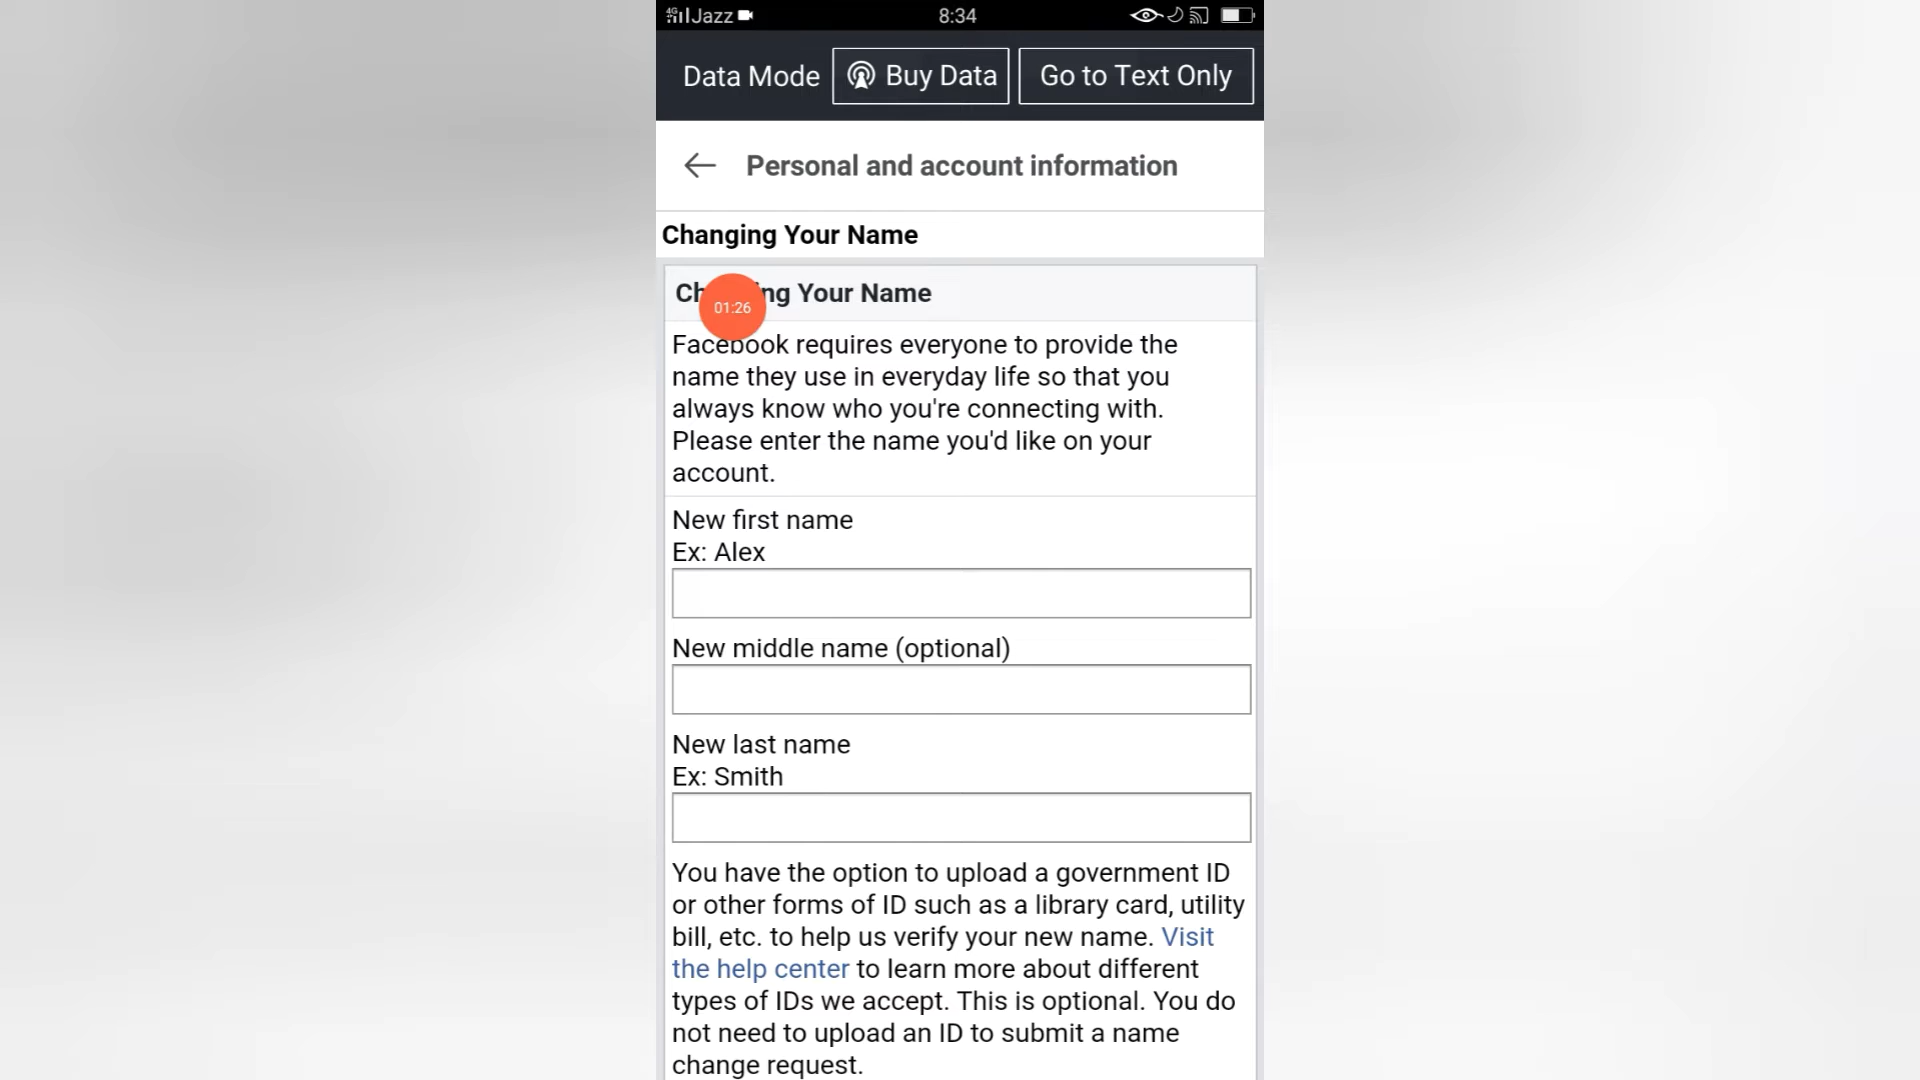 4G Jazz 8:34
Data Mode Buy Data Go to Text Only
Personal and account information
Changing Your Name
Ch ng Your Name
01:26
Facebook requires everyone to provide the
name they use in everyday life so that you
always know who you're connecting with.
Please enter the name you'd like on your
account.
New first name
Ex: Alex
New middle name (optional)
New last name
Ex: Smith
You have the option to upload a government ID
or other forms of ID such as a library card, utility
bill, etc. to help us verify your new name. Visit
the help center to learn more about different
types of IDs we accept. This is optional. You do
not need to upload an ID to submit a name
change request.